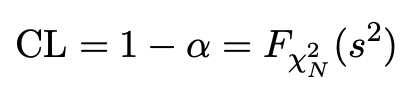 CL = 1 − α = F_{χ²_N}(s²)